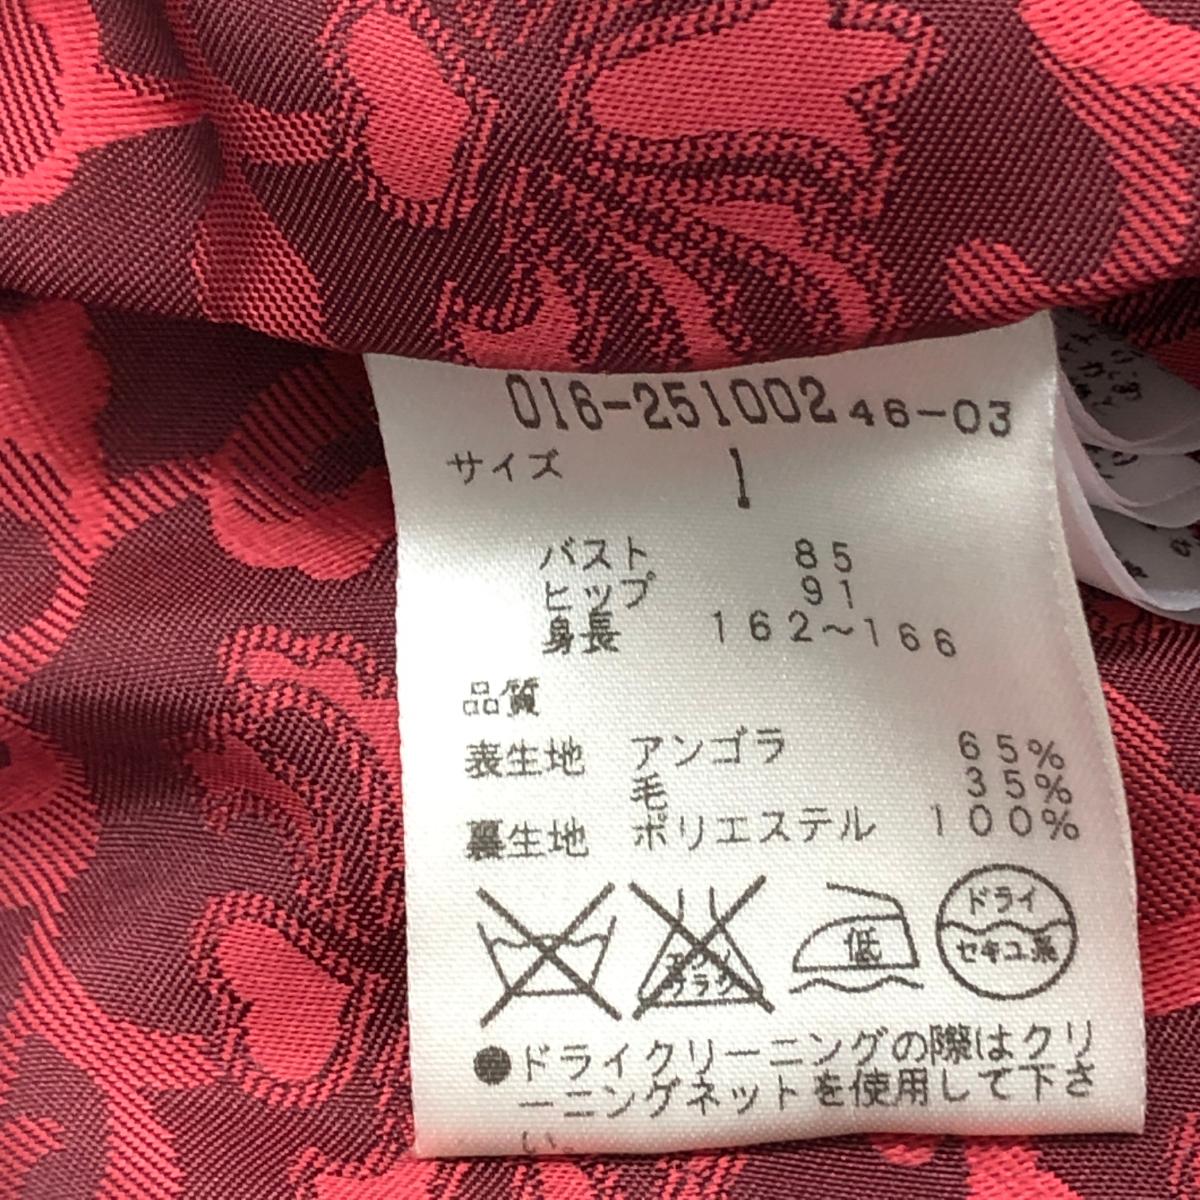 016-251002 46-03
サイズ 1
バスト 85
ヒップ 91
身長 162〜166
品質
表生地 アンゴラ 65%
毛 35%
裏生地 ポリエステル 100%
低 ドライ
セキユ系
●ドライクリーニングの際はクリ
ーニングネットを使用して下さ
い。